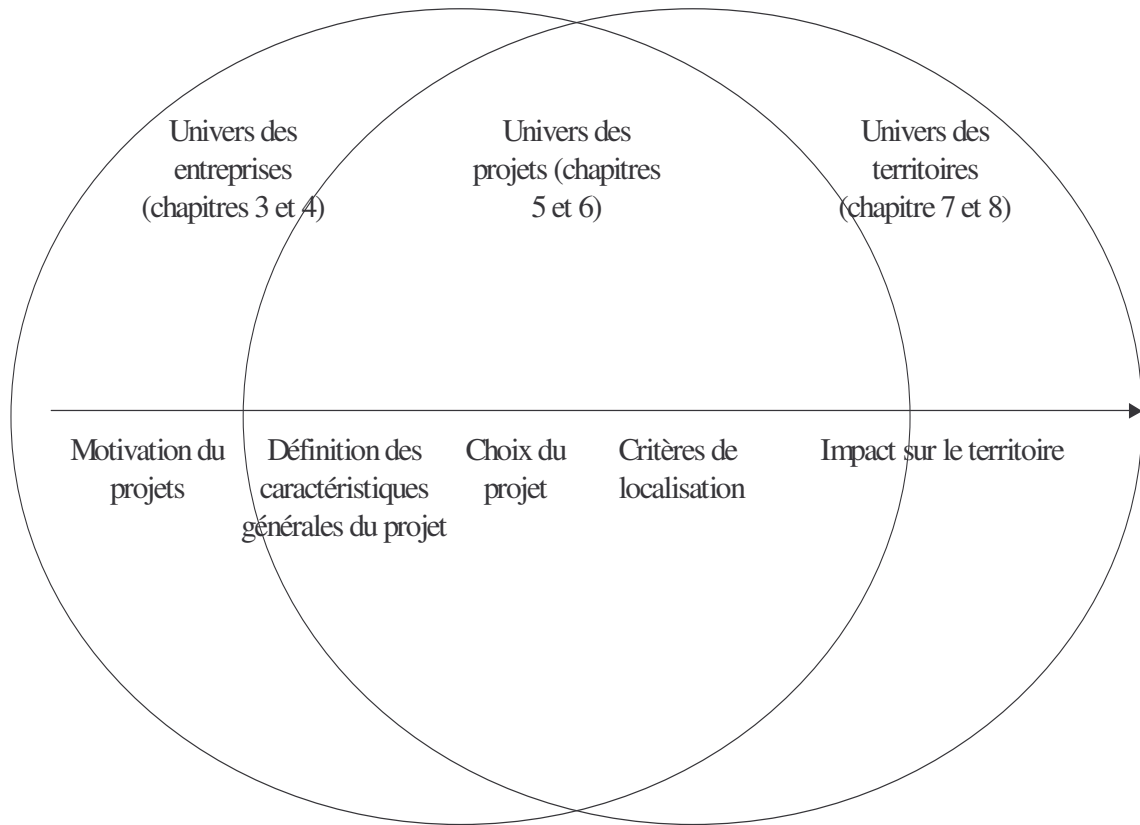 Univers des
entreprises
(chapitres 3 et 4)
Univers des
projets (chapitres
5 et 6)
Univers des
territoires
(chapitre 7 et 8)
Motivation du
projets
Définition des
caractéristiques
générales du projet
Choix du
projet
Critères de
localisation
Impact sur le territoire